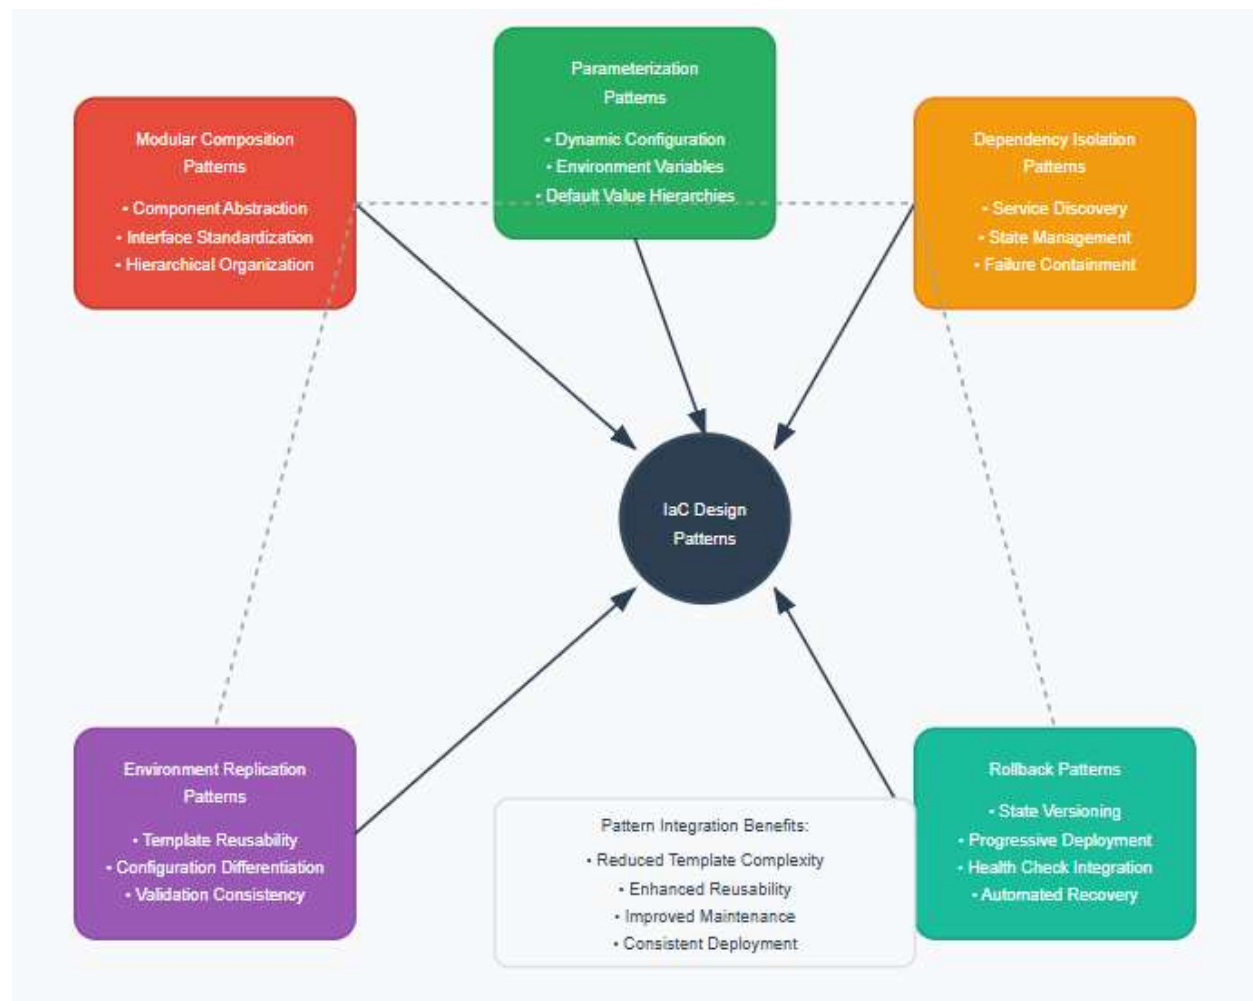 Parameterization
Patterns
• Dynamic Configuration
• Environment Variables
• Default Value Hierarchies
Modular Composition
Patterns
• Component Abstraction
• Interface Standardization
• Hierarchical Organization
Dependency Isolation
Patterns
• Service Discovery
• State Management
• Failure Containment
IaC Design
Patterns
Environment Replication
Patterns
• Template Reusability
• Configuration Differentiation
• Validation Consistency
Pattern Integration Benefits:
• Reduced Template Complexity
• Enhanced Reusability
• Improved Maintenance
• Consistent Deployment
Rollback Patterns
• State Versioning
• Progressive Deployment
• Health Check Integration
• Automated Recovery